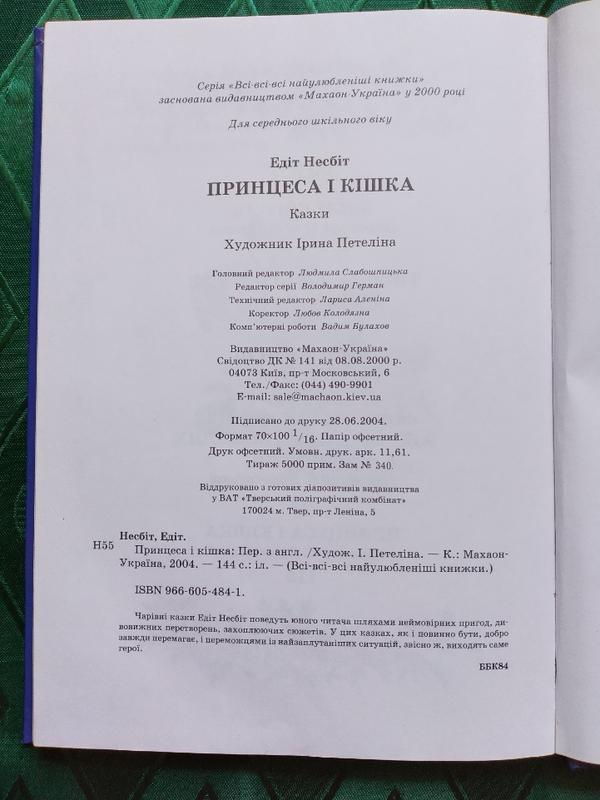 Серія «Всі-всі-всі найулюбленіші книжки»
заснована видавництвом «Махаон-Україна» у 2000 році
Для середнього шкільного віку
Едіт Несбіт
ПРИНЦЕСА І КІШКА
Казки
Художник Ірина Петеліна
Головний редактор Людмила Слабошпицька
Редактор серії Володимир Герман
Технічний редактор Лариса Аленіна
Коректор Любов Колодязна
Комп'ютерні роботи Вадим Булахов
Видавництво «Махаон-Україна»
Свідоцтво ДК № 141 від 08.08.2000 р.
04073 Київ, пр-т Московський, 6
Тел./Факс: (044) 490-9901
E-mail: sale@machaon.kiev.ua
Підписано до друку 28.06.2004.
Формат 70×100 1/16. Папір офсетний.
Друк офсетний. Умовн. друк. арк. 11,61.
Тираж 5000 прим. Зам № 340.
Віддруковано з готових діапозитивів видавництва
у ВАТ «Тверський поліграфічний комбінат»
170024 м. Твер, пр-т Леніна, 5
Несбіт, Едіт.
Н55 Принцеса і кішка: Пер. з англ. /Худож. І. Петеліна. — К.: Махаон-
Україна, 2004. — 144 с.: іл. — (Всі-всі-всі найулюбленіші книжки.)
ISBN 966-605-484-1.
Чарівні казки Едіт Несбіт поведуть юного читача шляхами неймовірних пригод, ди-
вовижних перетворень, захоплюючих сюжетів. У цих казках, як і повинно бути, добро
завжди перемагає, і переможцями із найзаплутаніших ситуацій, звісно ж, виходять саме
герої.
ББК84